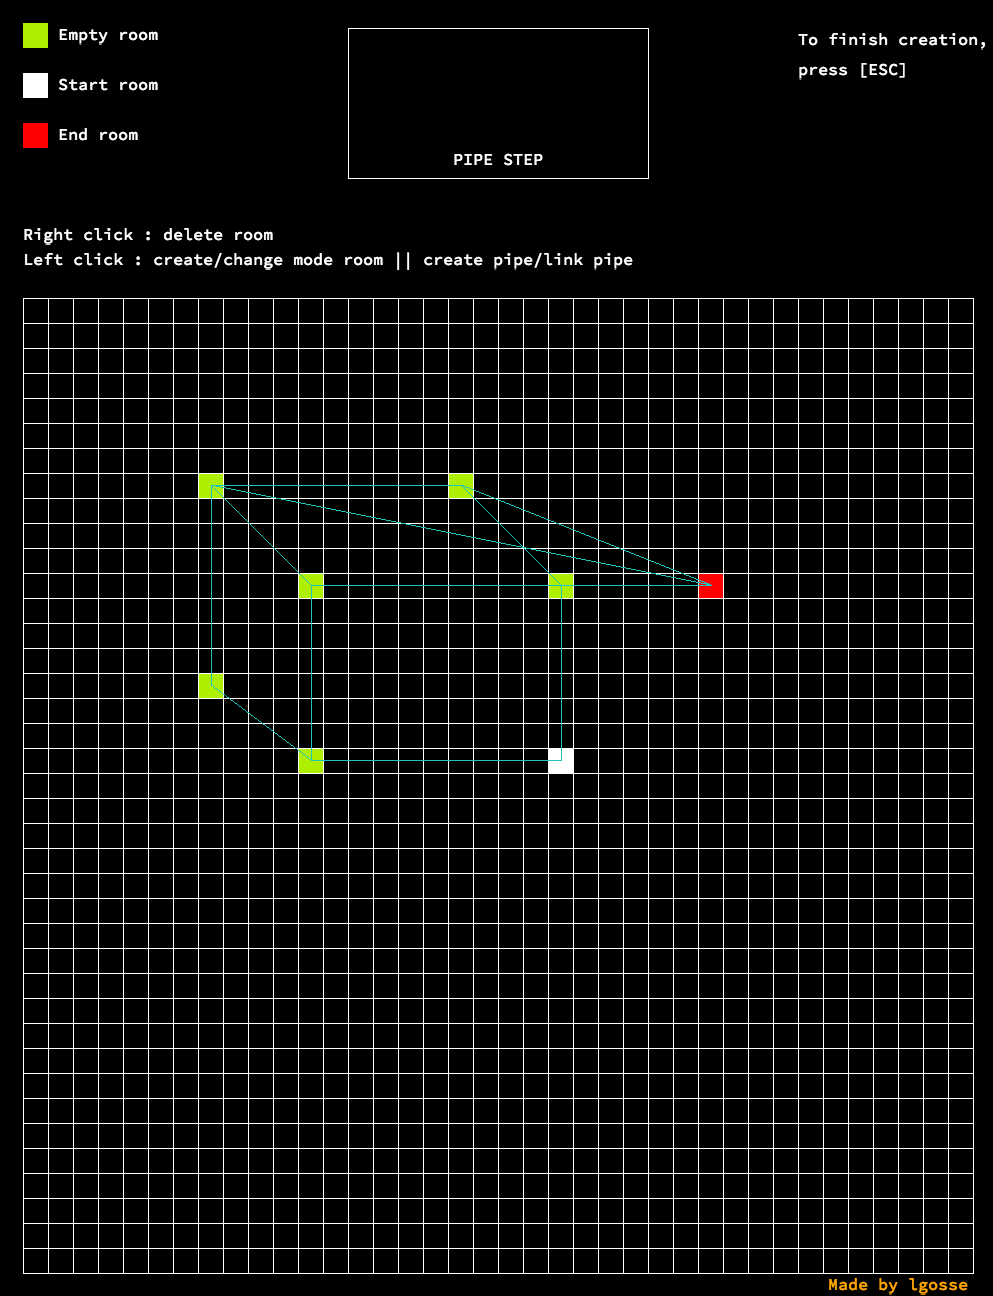 Empty room
Start room
End room
PIPE STEP
To finish creation,
press [ESC]
Right click : delete room
Left click : create/change mode room || create pipe/link pipe
Made by lgosse